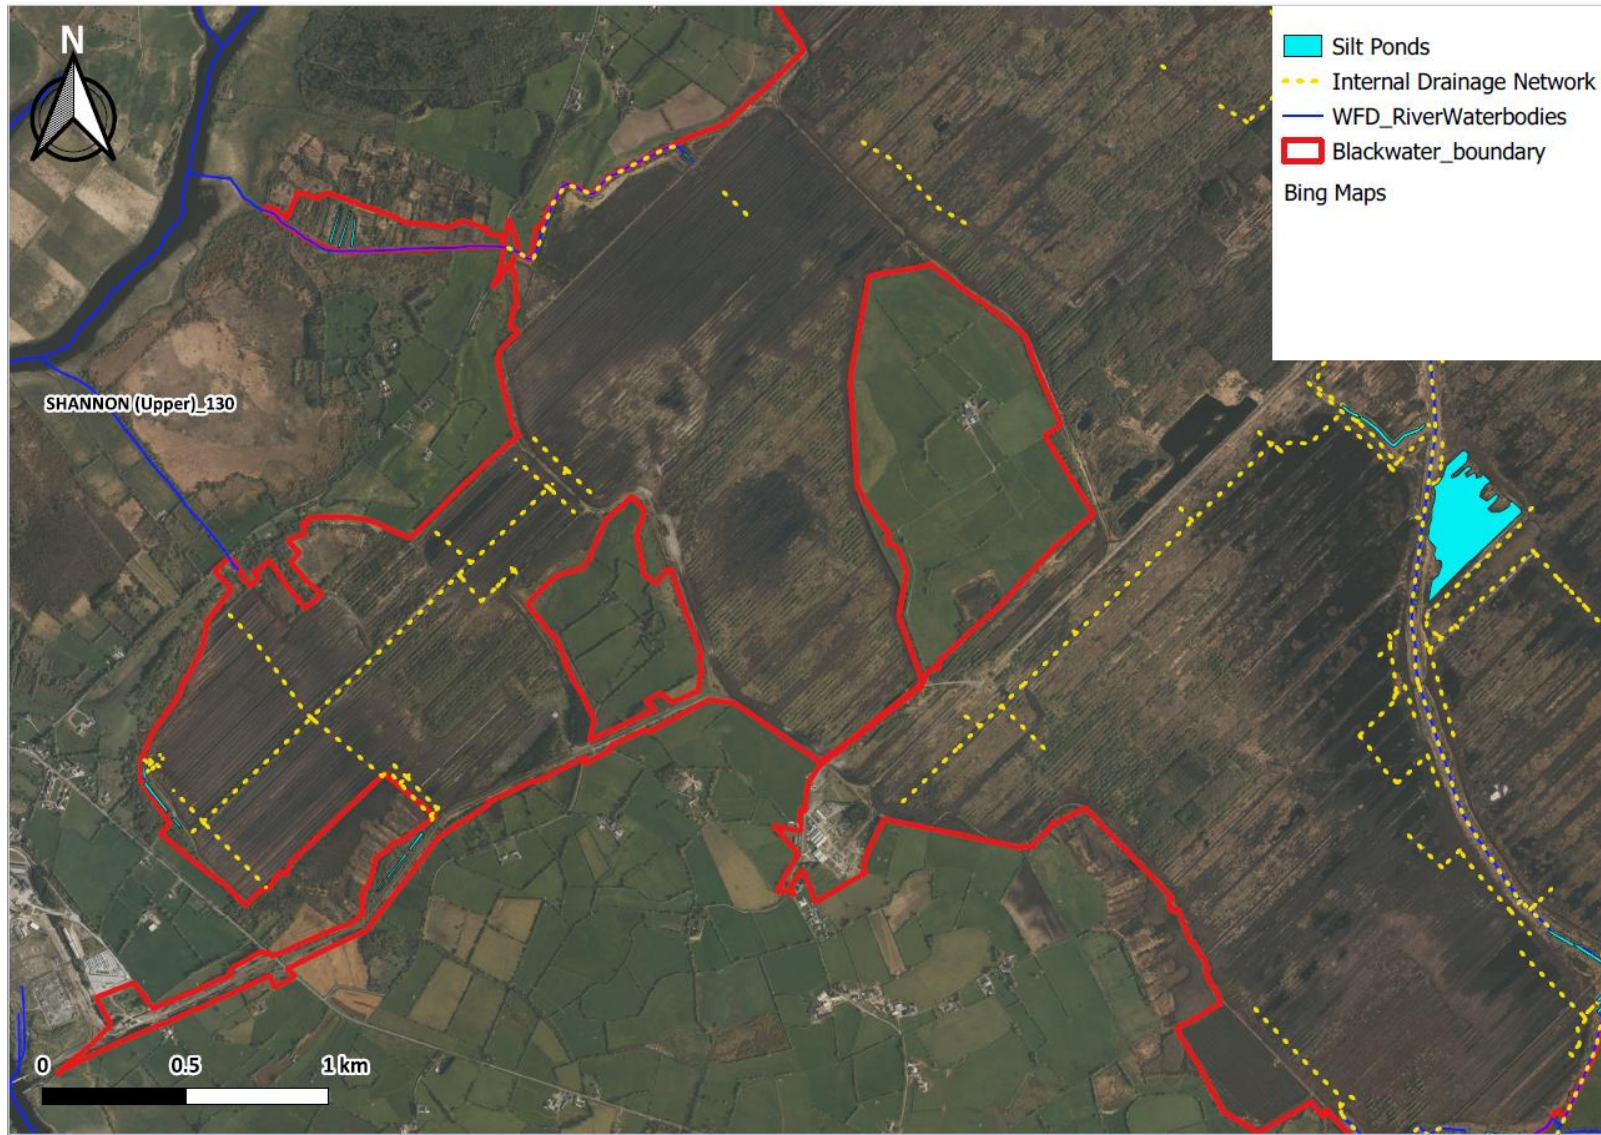 N
Silt Ponds
Internal Drainage Network
WFD_RiverWaterbodies
Blackwater_boundary
Bing Maps
SHANNON (Upper)_130
0 0.5 1 km